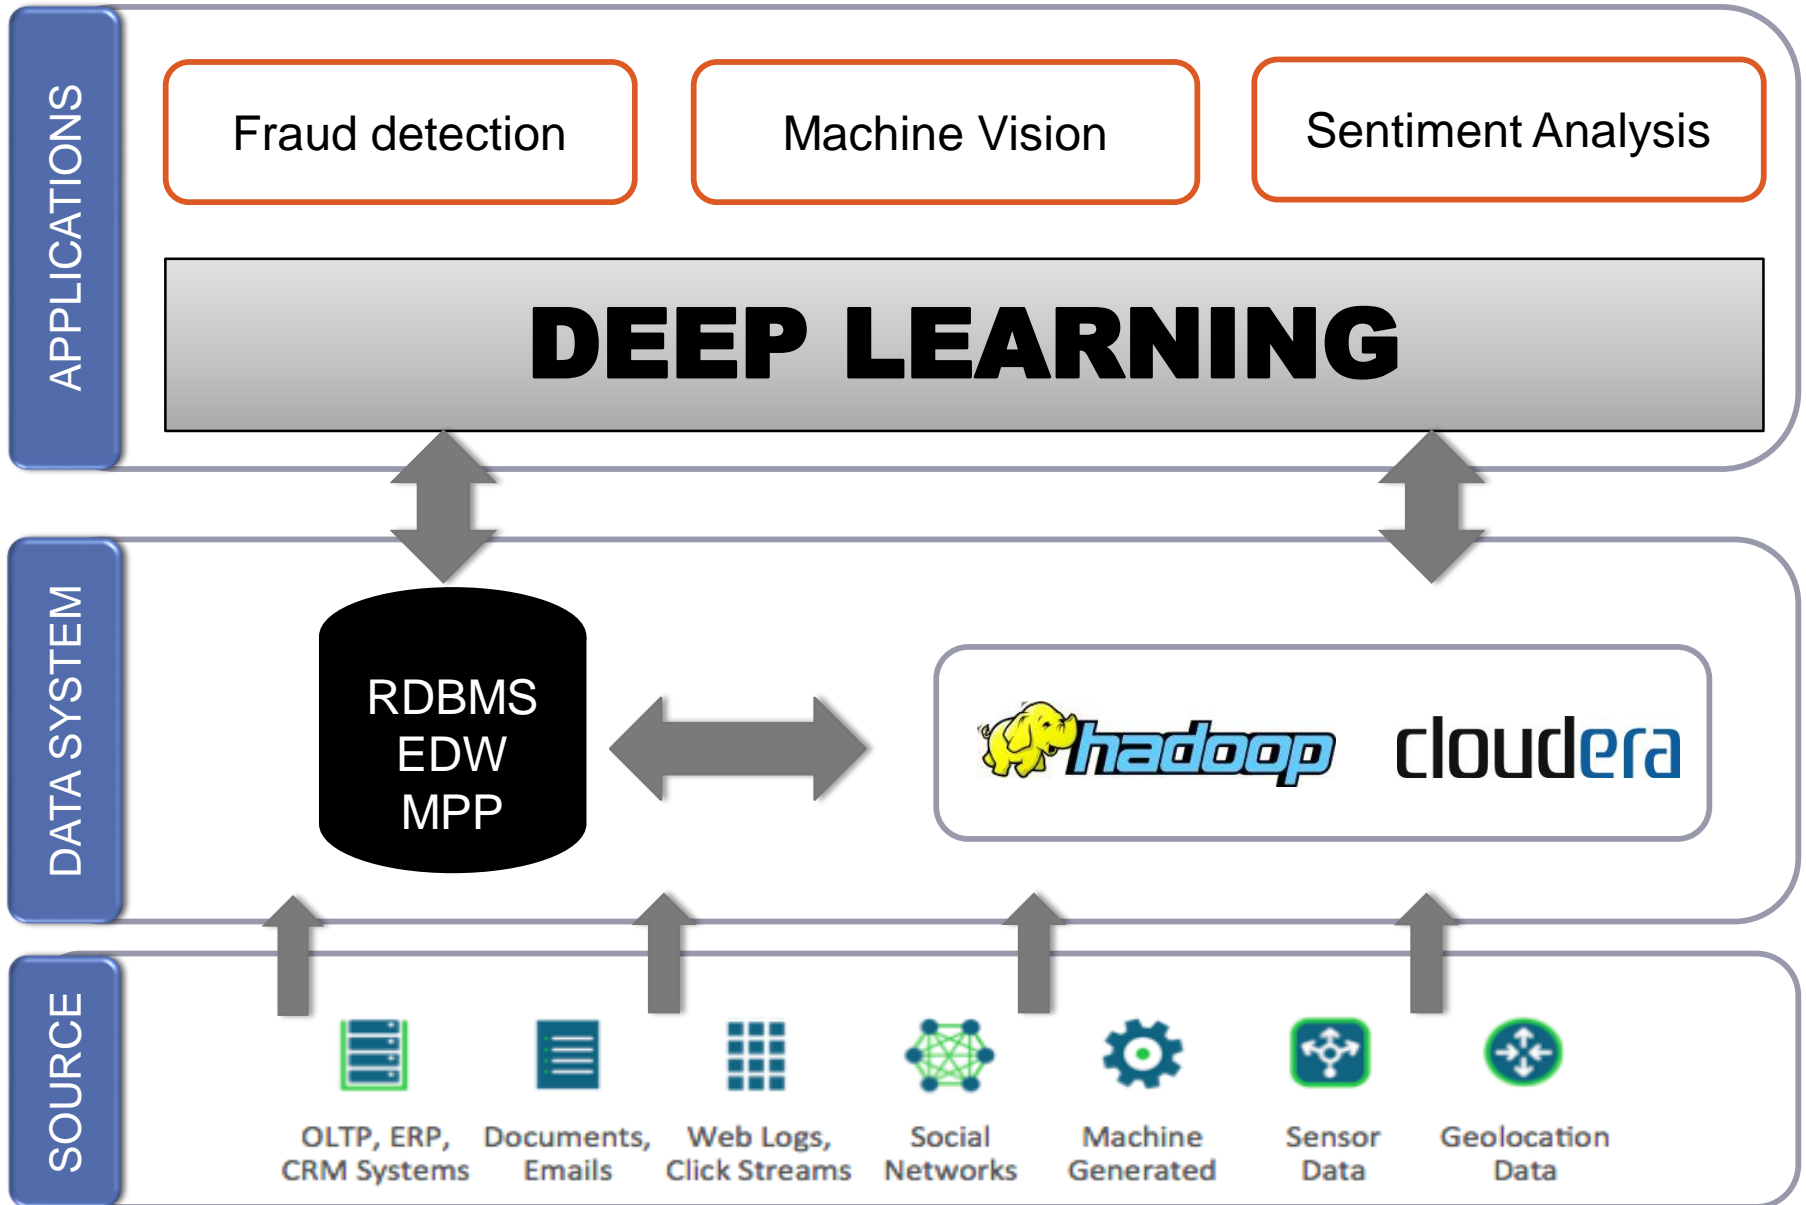 APPLICATIONS
Fraud detection
Machine Vision
Sentiment Analysis
DEEP LEARNING
DATA SYSTEM
RDBMS
EDW
MPP
hadoop
cloudera
SOURCE
OLTP, ERP,
CRM Systems
Documents,
Emails
Web Logs,
Click Streams
Social
Networks
Machine
Generated
Sensor
Data
Geolocation
Data